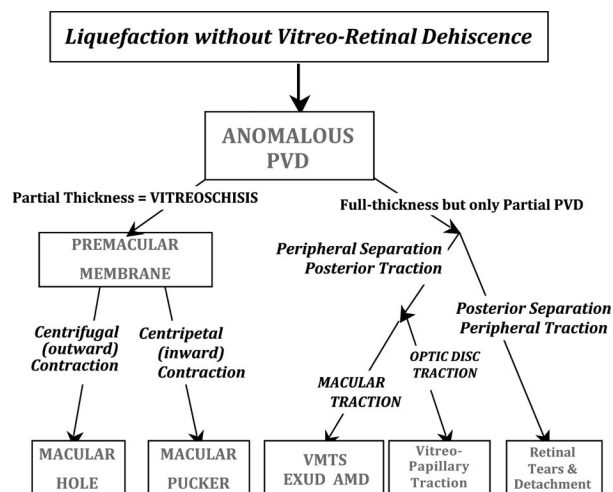 Liquefaction without Vitreo-Retinal Dehiscence
ANOMALOUS
PVD
Partial Thickness = VITREOSCHISIS
Full-thickness but only Partial PVD
PREMACULAR
MEMBRANE
Peripheral Separation
Posterior Traction
Centrifugal
(outward)
Contraction
Centripetal
(inward)
Contraction
Posterior Separation
Peripheral Traction
MACULAR
TRACTION
OPTIC DISC
TRACTION
MACULAR
HOLE
MACULAR
PUCKER
VMTS
EXUD AMD
Vitreo-
Papillary
Traction
Retinal
Tears &
Detachment